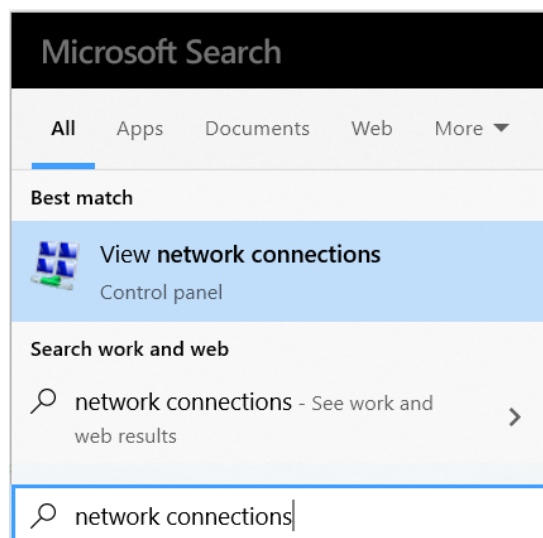 Microsoft Search
All Apps Documents Web More
Best match
View network connections
Control panel
Search work and web
network connections - See work and
web results
network connections